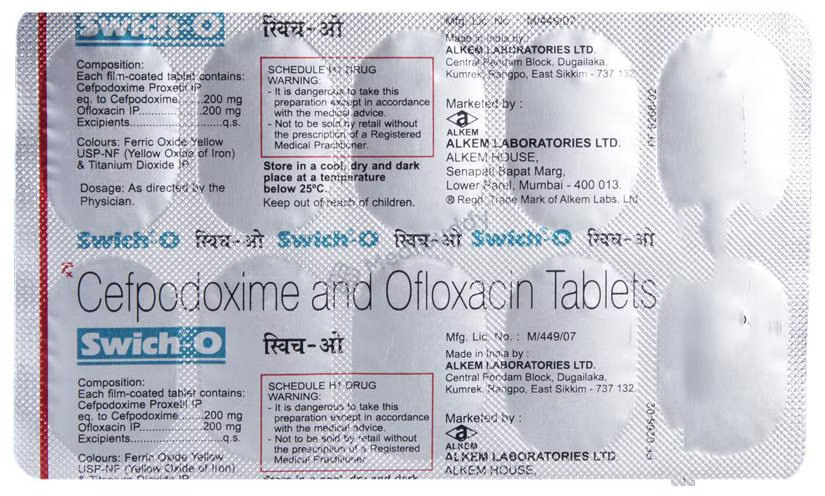 Swich-O
स्विच-ओ
Composition:
Each film-coated tablet contains:
Cefpodoxime Proxetil IP
eq. to Cefpodoxime......200 mg
Ofloxacin IP................200 mg
Excipients.......................q.s.
Colours: Ferric Oxide Yellow
USP-NF (Yellow Oxide of Iron)
& Titanium Dioxide IP
Dosage: As directed by the
Physician.
SCHEDULE H1 DRUG
WARNING:
- It is dangerous to take this
preparation except in accordance
with the medical advice.
- Not to be sold by retail without
the prescription of a Registered
Medical Practitioner.
Store in a cool, dry and dark
place at a temperature
below 25°C.
Keep out of reach of children.
Mfg. Lic. No. : M/449/07
Made in India by :
ALKEM LABORATORIES LTD.
Central Pendam Block, Dugailaka,
Kumrek, Rangpo, East Sikkim - 737 132.
Marketed by :
ALKEM
ALKEM LABORATORIES LTD.
ALKEM HOUSE,
Senapati Bapat Marg,
Lower Parel, Mumbai - 400 013.
® Regd. Trade Mark of Alkem Labs. Ltd.
Swich-O स्विच-ओ Swich-O स्विच-ओ Swich-O स्विच-ओ
Rx
Cefpodoxime and Ofloxacin Tablets
Swich-O
स्विच-ओ
Composition:
Each film-coated tablet contains:
Cefpodoxime Proxetil IP
eq. to Cefpodoxime......200 mg
Ofloxacin IP................200 mg
Excipients.......................q.s.
Colours: Ferric Oxide Yellow
USP-NF (Yellow Oxide of Iron)
& Titanium Dioxide IP
SCHEDULE H1 DRUG
WARNING:
- It is dangerous to take this
preparation except in accordance
with the medical advice.
- Not to be sold by retail without
the prescription of a Registered
Medical Practitioner
Store in a cool, dry and dark
Mfg. Lic. No. : M/449/07
Made in India by :
ALKEM LABORATORIES LTD.
Central Pendam Block, Dugailaka,
Kumrek, Rangpo, East Sikkim - 737 132.
Marketed by :
ALKEM
ALKEM LABORATORIES LTD.
ALKEM HOUSE,